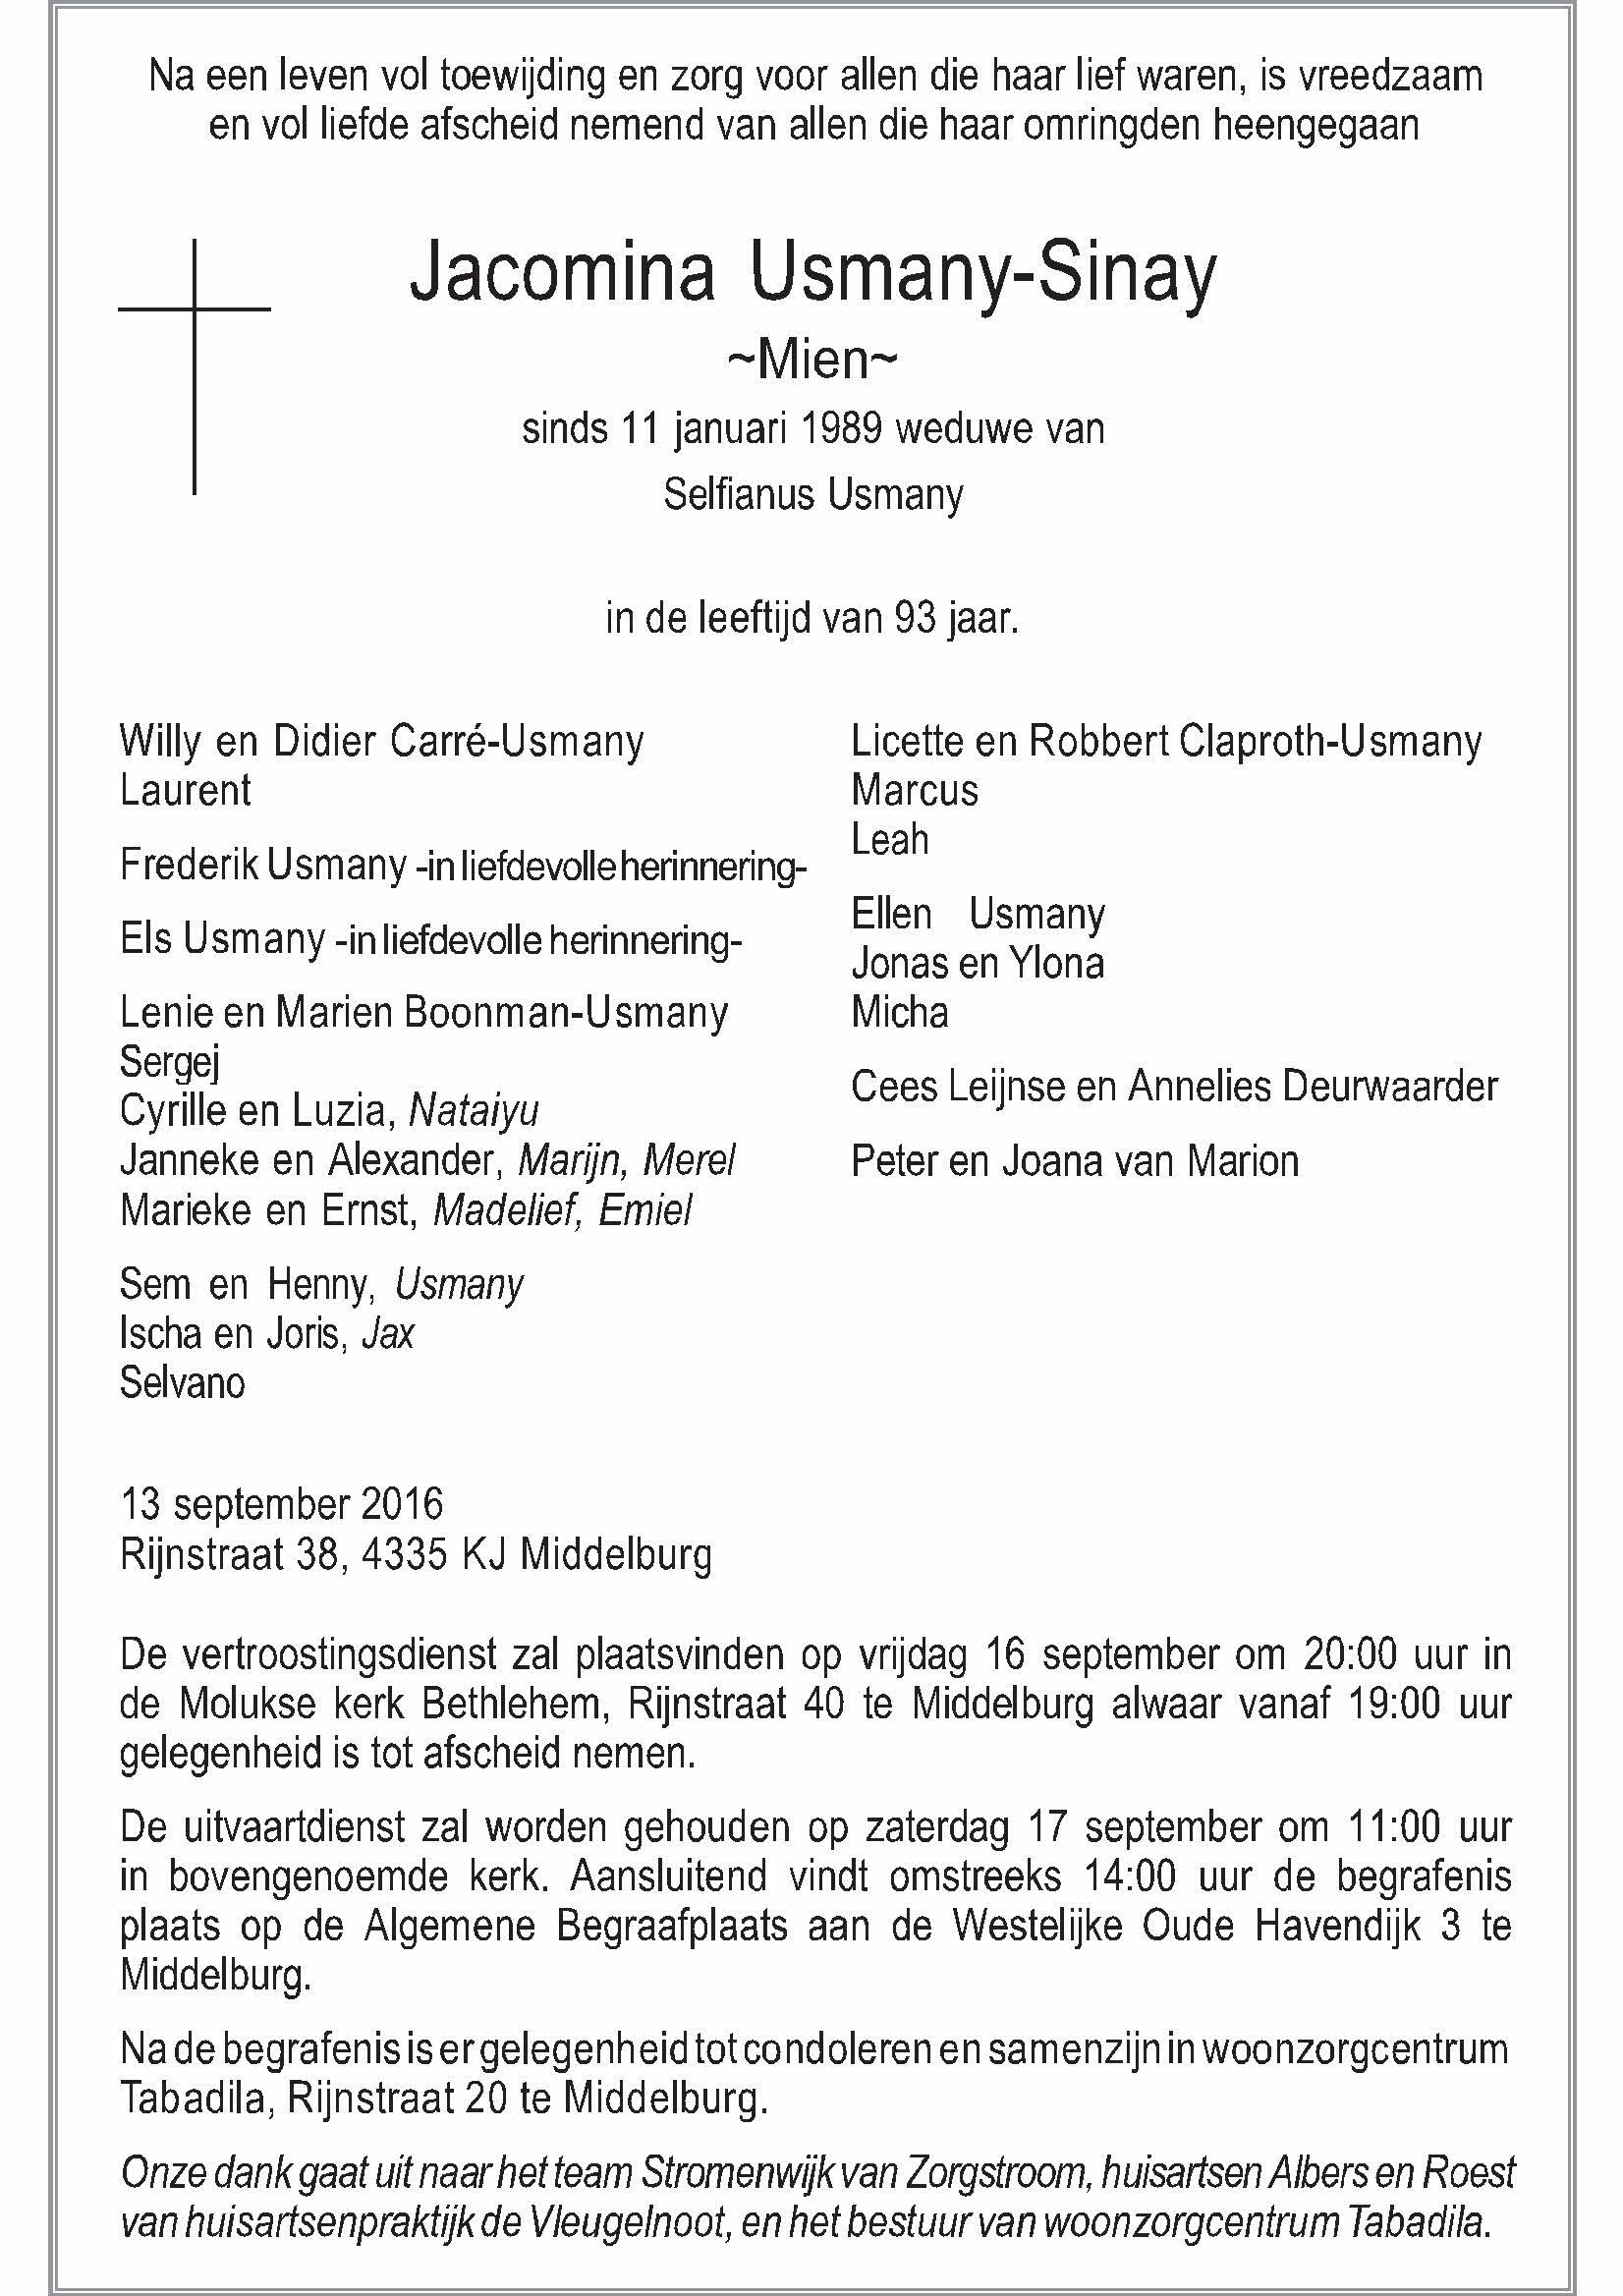 Na een leven vol toewijding en zorg voor allen die haar lief waren, is vreedzaam
en vol liefde afscheid nemend van allen die haar omringden heengegaan
Jacomina Usmany-Sinay
~Mien~
sinds 11 januari 1989 weduwe van
Selfianus Usmany
in de leeftijd van 93 jaar.
Willy en Didier Carré-Usmany
Laurent
Frederik Usmany -in liefdevolle herinnering-
Els Usmany -in liefdevolle herinnering-
Lenie en Marien Boonman-Usmany
Sergej
Cyrille en Luzia, Nataiyu
Janneke en Alexander, Marijn, Merel
Marieke en Ernst, Madelief, Emiel
Sem en Henny, Usmany
Ischa en Joris, Jax
Selvano
Licette en Robbert Claproth-Usmany
Marcus
Leah
Ellen Usmany
Jonas en Ylona
Micha
Cees Leijnse en Annelies Deurwaarder
Peter en Joana van Marion
13 september 2016
Rijnstraat 38, 4335 KJ Middelburg
De vertroostingsdienst zal plaatsvinden op vrijdag 16 september om 20:00 uur in
de Molukse kerk Bethlehem, Rijnstraat 40 te Middelburg alwaar vanaf 19:00 uur
gelegenheid is tot afscheid nemen.
De uitvaartdienst zal worden gehouden op zaterdag 17 september om 11:00 uur
in bovengenoemde kerk. Aansluitend vindt omstreeks 14:00 uur de begrafenis
plaats op de Algemene Begraafplaats aan de Westelijke Oude Havendijk 3 te
Middelburg.
Na de begrafenis is er gelegenheid tot condoleren en samenzijn in woonzorgcentrum
Tabadila, Rijnstraat 20 te Middelburg.
Onze dank gaat uit naar het team Stromenwijk van Zorgstroom, huisartsen Albers en Roest
van huisartsenpraktijk de Vleugelnoot, en het bestuur van woonzorgcentrum Tabadila.